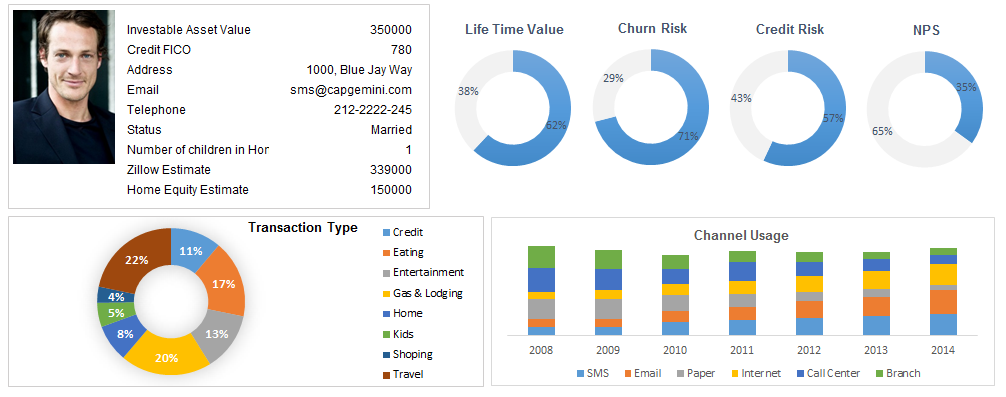 Investable Asset Value 350000
Credit FICO 780
Address 1000, Blue Jay Way
Email sms@capgemini.com
Telephone 212-2222-245
Status Married
Number of children in Hor 1
Zillow Estimate 339000
Home Equity Estimate 150000
Life Time Value
38%
62%
Churn Risk
29%
71%
Credit Risk
43%
57%
NPS
35%
65%
Transaction Type
11%
17%
13%
20%
8%
5%
4%
22%
Credit
Eating
Entertainment
Gas & Lodging
Home
Kids
Shoping
Travel
Channel Usage
2008 2009 2010 2011 2012 2013 2014
SMS Email Paper Internet Call Center Branch